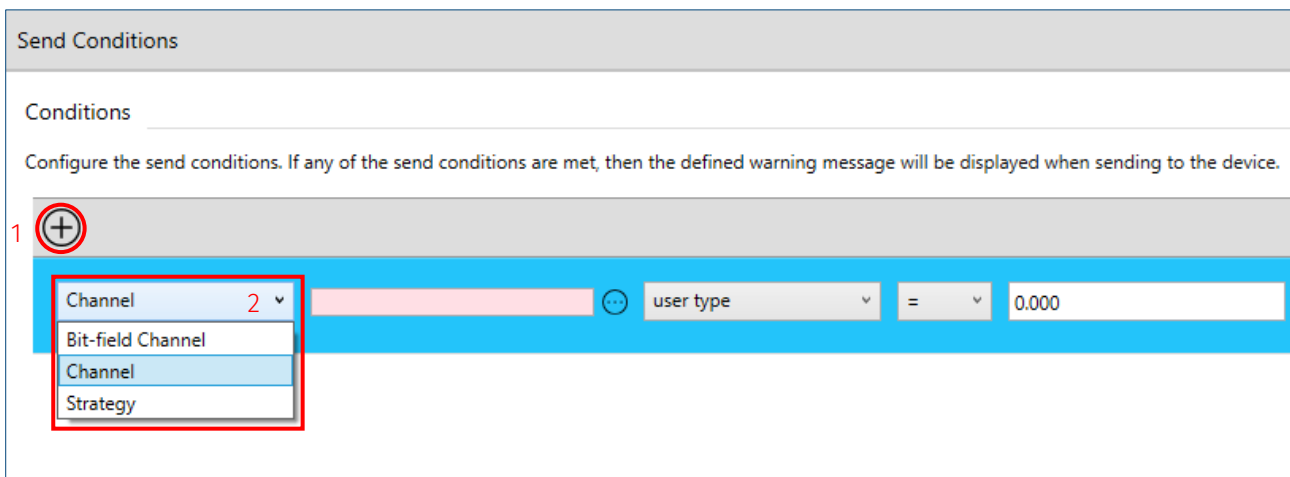 Send Conditions
Conditions
Configure the send conditions. If any of the send conditions are met, then the defined warning message will be displayed when sending to the device.
1
Channel 2 user type = 0.000
Bit-field Channel
Channel
Strategy